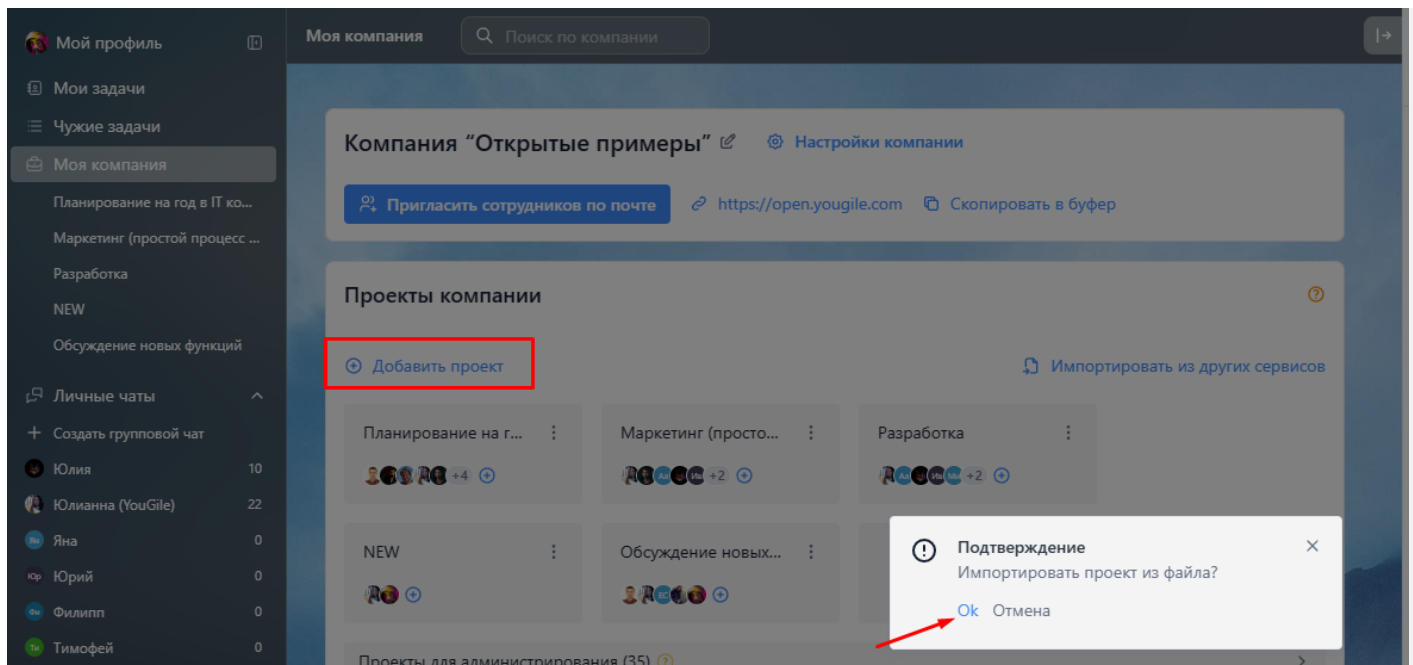 Мой профиль
Моя компания
Поиск по компании
Мои задачи
Чужие задачи
Моя компания
Планирование на год в IT ко...
Маркетинг (простой процесс ...
Разработка
NEW
Обсуждение новых функций
Личные чаты
Создать групповой чат
Юлия 10
Юлианна (YouGile) 22
Яна 0
Юрий 0
Филипп 0
Тимофей 0
Компания “Открытые примеры”
Настройки компании
Пригласить сотрудников по почте
https://open.yougile.com
Скопировать в буфер
Проекты компании
Добавить проект
Импортировать из других сервисов
Планирование на г...
+4
Маркетинг (просто...
+2
Разработка
+2
NEW
Обсуждение новых...
Проекты для администрирования (35)
Подтверждение
Импортировать проект из файла?
Ok Отмена